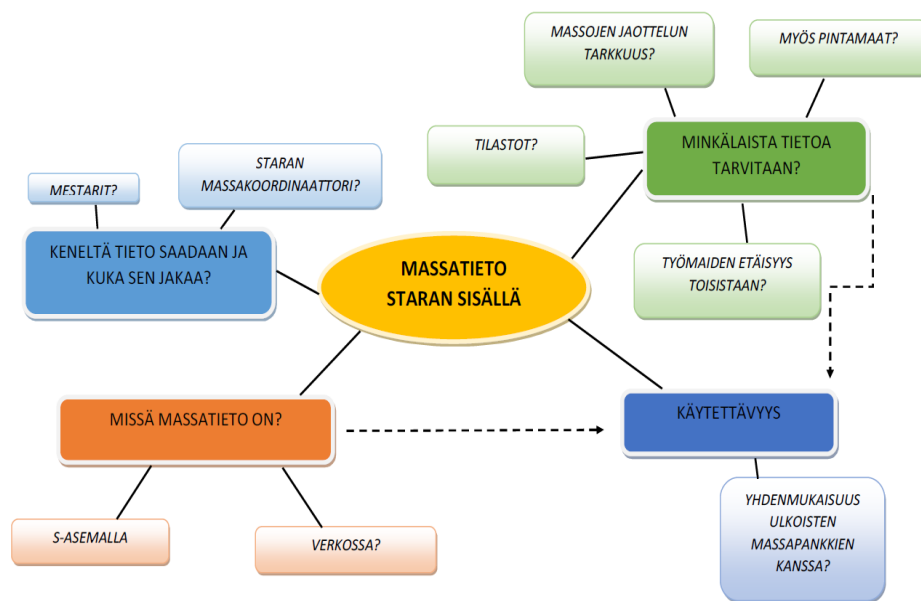 MASSOJEN JAOTTELUN
TARKKUUS?
MYÖS PINTAMAAT?
TILASTOT?
MINKÄLAISTA TIETOA
TARVITAAN?
STARAN
MASSAKOORDINAATTORI?
MESTARIT?
KENELTÄ TIETO SAADAAN JA
KUKA SEN JAKAA?
MASSATIETO
STARAN SISÄLLÄ
TYÖMAIDEN ETÄISYYS
TOISISTAAN?
MISSÄ MASSATIETO ON?
KÄYTETTÄVYYS
S-ASEMALLA
VERKOSSA?
YHDENMUKAISUUS
ULKOISTEN
MASSAPANKKIEN
KANSSA?